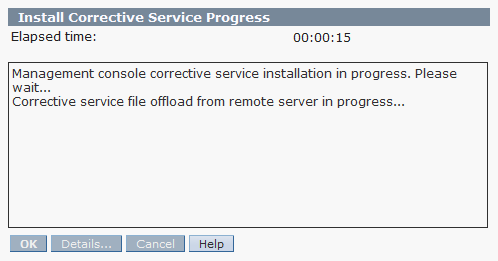 Install Corrective Service Progress
Elapsed time: 00:00:15
Management console corrective service installation in progress. Please
wait...
Corrective service file offload from remote server in progress...
OK Details... Cancel Help